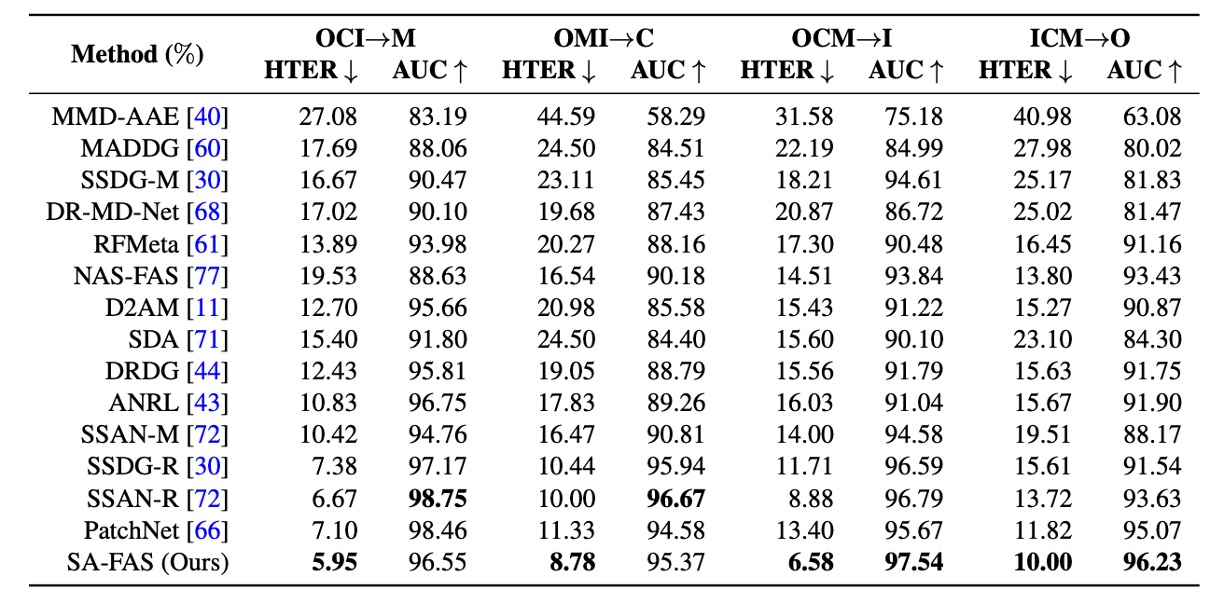 Method (%) OCI→M OMI→C OCM→I ICM→O
HTER ↓ AUC ↑ HTER ↓ AUC ↑ HTER ↓ AUC ↑ HTER ↓ AUC ↑
MMD-AAE [40] 27.08 83.19 44.59 58.29 31.58 75.18 40.98 63.08
MADDG [60] 17.69 88.06 24.50 84.51 22.19 84.99 27.98 80.02
SSDG-M [30] 16.67 90.47 23.11 85.45 18.21 94.61 25.17 81.83
DR-MD-Net [68] 17.02 90.10 19.68 87.43 20.87 86.72 25.02 81.47
RFMeta [61] 13.89 93.98 20.27 88.16 17.30 90.48 16.45 91.16
NAS-FAS [77] 19.53 88.63 16.54 90.18 14.51 93.84 13.80 93.43
D2AM [11] 12.70 95.66 20.98 85.58 15.43 91.22 15.27 90.87
SDA [71] 15.40 91.80 24.50 84.40 15.60 90.10 23.10 84.30
DRDG [44] 12.43 95.81 19.05 88.79 15.56 91.79 15.63 91.75
ANRL [43] 10.83 96.75 17.83 89.26 16.03 91.04 15.67 91.90
SSAN-M [72] 10.42 94.76 16.47 90.81 14.00 94.58 19.51 88.17
SSDG-R [30] 7.38 97.17 10.44 95.94 11.71 96.59 15.61 91.54
SSAN-R [72] 6.67 98.75 10.00 96.67 8.88 96.79 13.72 93.63
PatchNet [66] 7.10 98.46 11.33 94.58 13.40 95.67 11.82 95.07
SA-FAS (Ours) 5.95 96.55 8.78 95.37 6.58 97.54 10.00 96.23